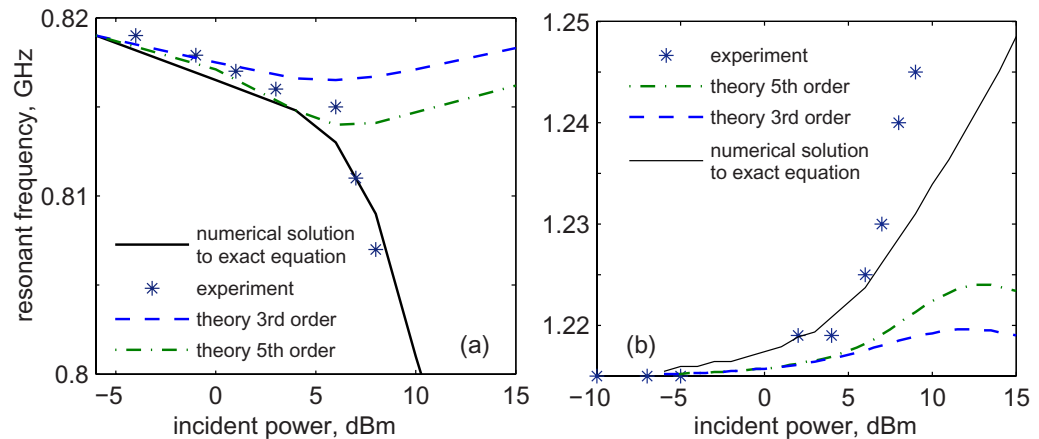 0.82
0.81
0.8
resonant frequency, GHz
numerical solution
to exact equation
experiment
theory 3rd order
theory 5th order
(a)
−5 0 5 10 15
incident power, dBm
1.25
1.24
1.23
1.22
experiment
theory 5th order
theory 3rd order
numerical solution
to exact equation
(b)
−10 −5 0 5 10 15
incident power, dBm